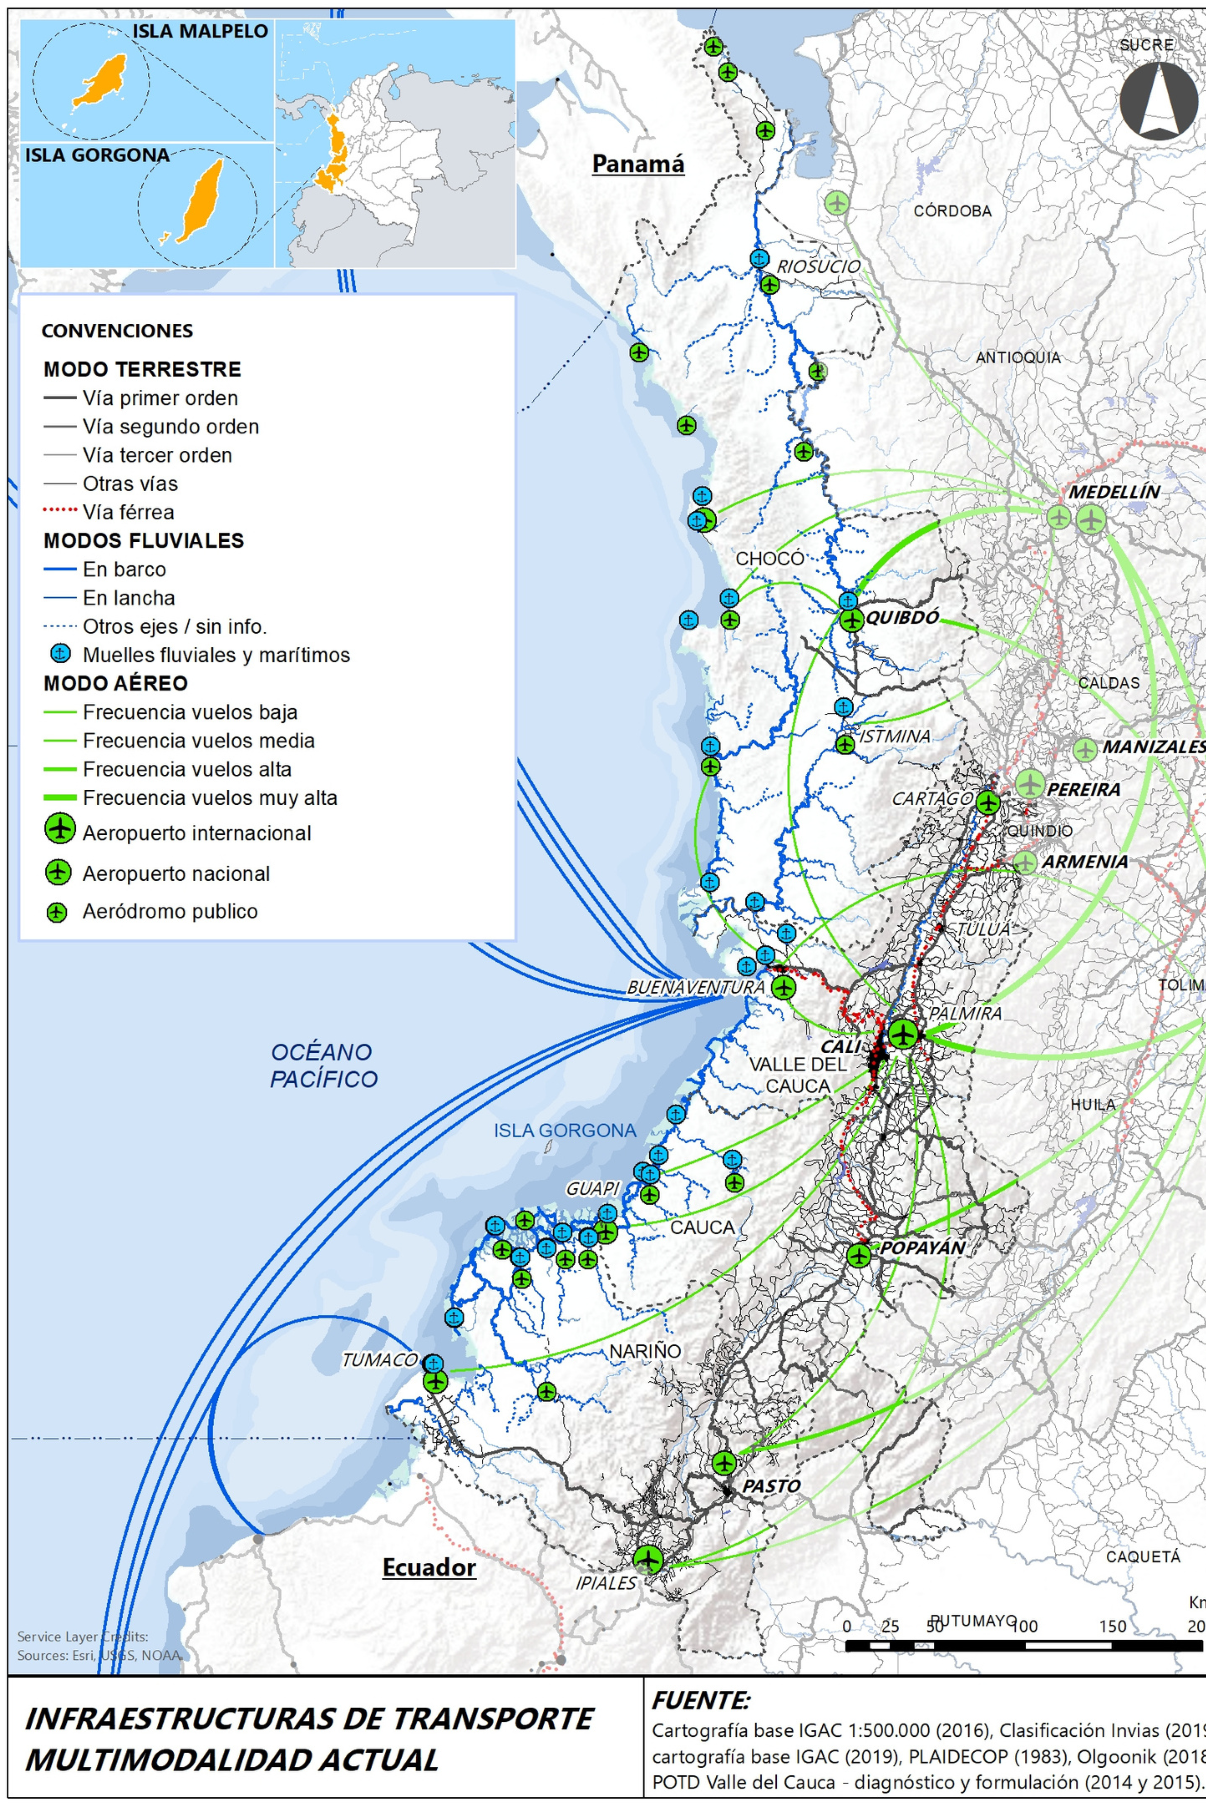 ISLA MALPELO
ISLA GORGONA
Panamá
SUCRE
CÓRDOBA
RIOSUCIO
ANTIOQUIA
CONVENCIONES
MODO TERRESTRE
Vía primer orden
Vía segundo orden
Vía tercer orden
Otras vías
Vía férrea
MODOS FLUVIALES
En barco
En lancha
Otros ejes / sin info.
Muelles fluviales y marítimos
MODO AÉREO
Frecuencia vuelos baja
Frecuencia vuelos media
Frecuencia vuelos alta
Frecuencia vuelos muy alta
Aeropuerto internacional
Aeropuerto nacional
Aeródromo publico
MEDELLÍN
CHOCÓ
QUIBDÓ
CALDAS
ISTMINA
MANIZALES
CARTAGO
PEREIRA
QUINDIO
ARMENIA
TULUÁ
BUENAVENTURA
TOLIM
PALMIRA
CALI
OCÉANO
PACÍFICO
VALLE DEL
CAUCA
HUILA
ISLA GORGONA
GUAPI
CAUCA
POPAYÁN
NARIÑO
TUMACO
PASTO
Ecuador
IPIALES
CAQUETÁ
PUTUMAYO
Km
0 25 50 100 150 20
Service Layer Credits:
Sources: Esri, USGS, NOAA
INFRAESTRUCTURAS DE TRANSPORTE
MULTIMODALIDAD ACTUAL
FUENTE:
Cartografía base IGAC 1:500.000 (2016), Clasificación Invias (2019
cartografía base IGAC (2019), PLAIDECOP (1983), Olgoonik (2018
POTD Valle del Cauca - diagnóstico y formulación (2014 y 2015).